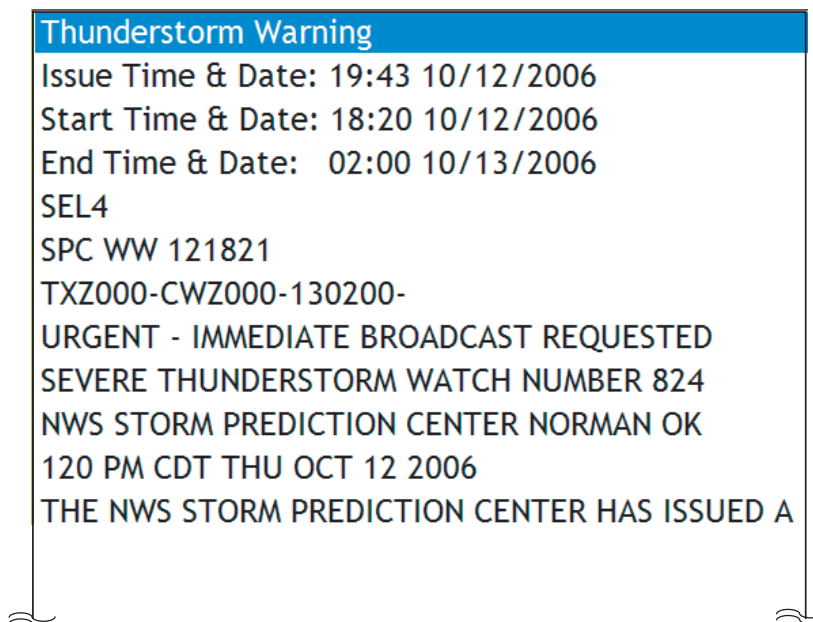 Thunderstorm Warning
Issue Time & Date: 19:43 10/12/2006
Start Time & Date: 18:20 10/12/2006
End Time & Date: 02:00 10/13/2006
SEL4
SPC WW 121821
TXZ000-CWZ000-130200-
URGENT - IMMEDIATE BROADCAST REQUESTED
SEVERE THUNDERSTORM WATCH NUMBER 824
NWS STORM PREDICTION CENTER NORMAN OK
120 PM CDT THU OCT 12 2006
THE NWS STORM PREDICTION CENTER HAS ISSUED A